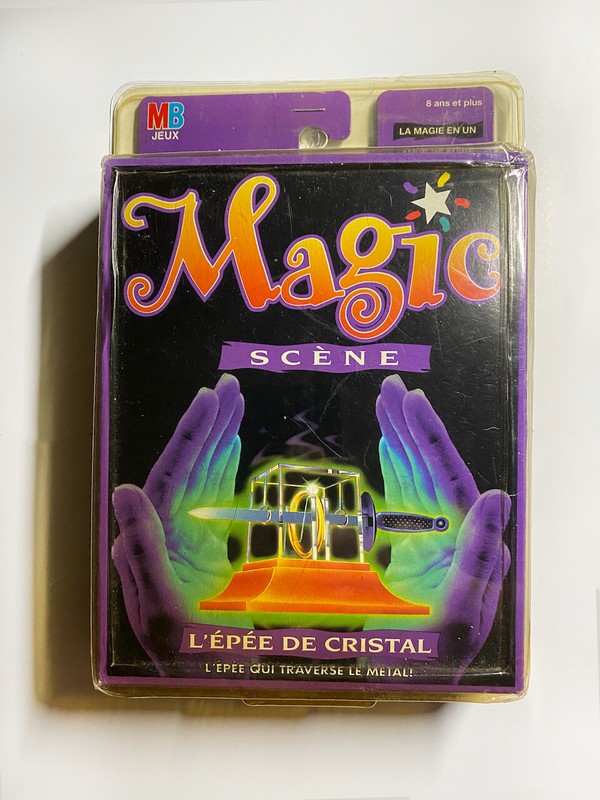 MB
JEUX
8 ans et plus
LA MAGIE EN UN
Magic
SCÈNE
L'ÉPÉE DE CRISTAL
L'ÉPÉE QUI TRAVERSE LE MÉTAL!